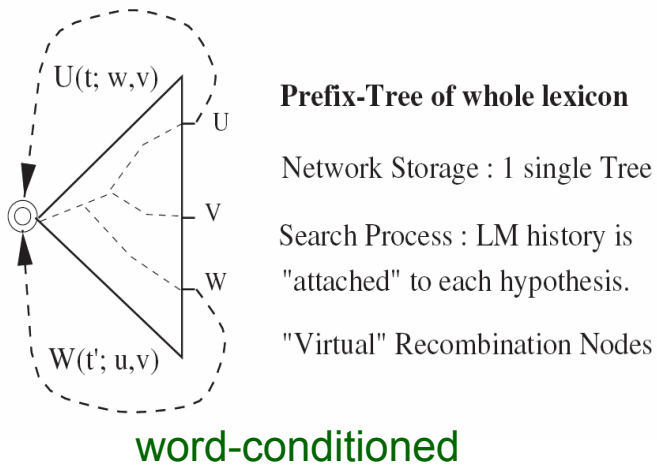 U(t; w,v)
Prefix-Tree of whole lexicon
U
Network Storage : 1 single Tree
V
Search Process : LM history is
"attached" to each hypothesis.
W
"Virtual" Recombination Nodes
W(t'; u,v)
word-conditioned